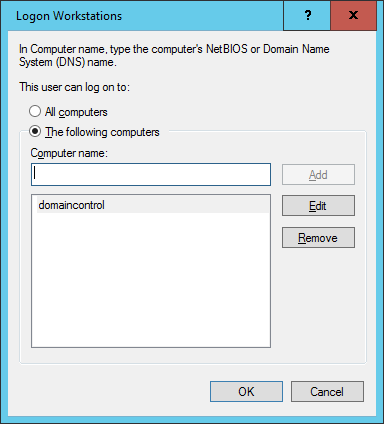 Logon Workstations
?
x
In Computer name, type the computer's NetBIOS or Domain Name
System (DNS) name.
This user can log on to:
All computers
The following computers
Computer name:
Add
domaincontrol
Edit
Remove
OK
Cancel